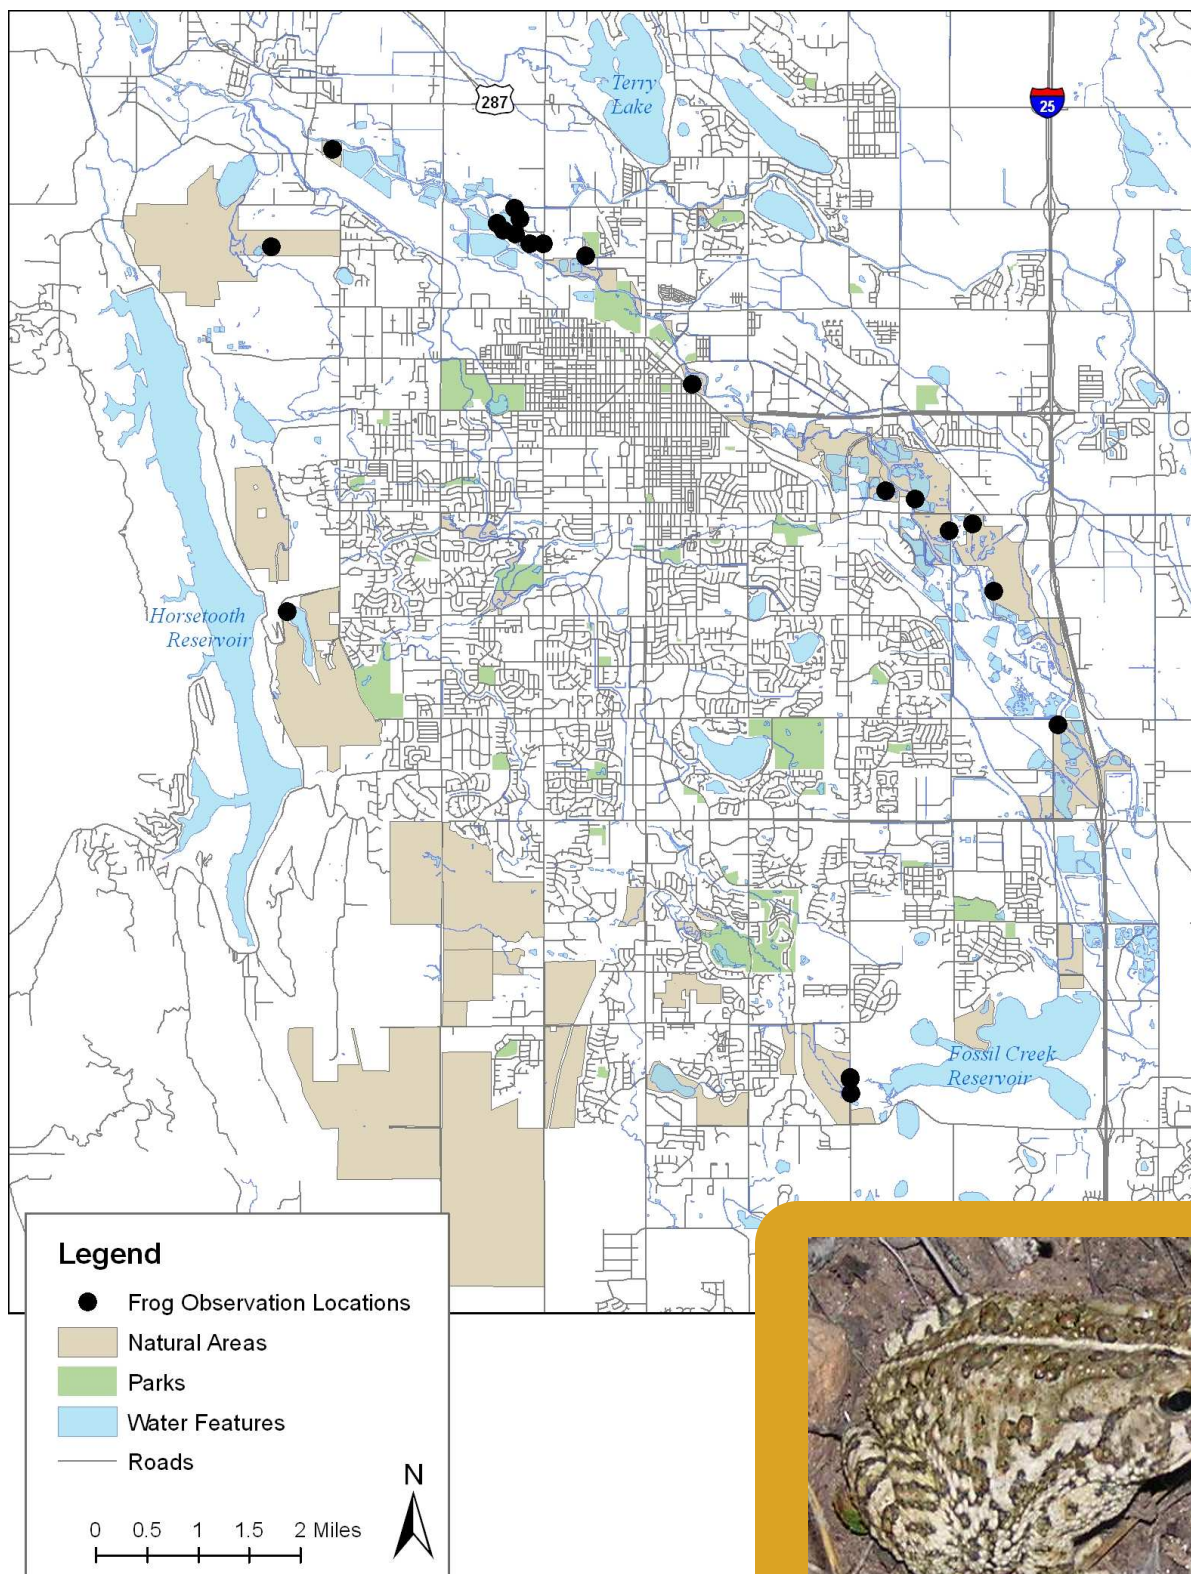 Terry
Lake
287
25
Horsetooth
Reservoir
Fossil Creek
Reservoir
Legend
Frog Observation Locations
Natural Areas
Parks
Water Features
Roads
N
0 0.5 1 1.5 2 Miles